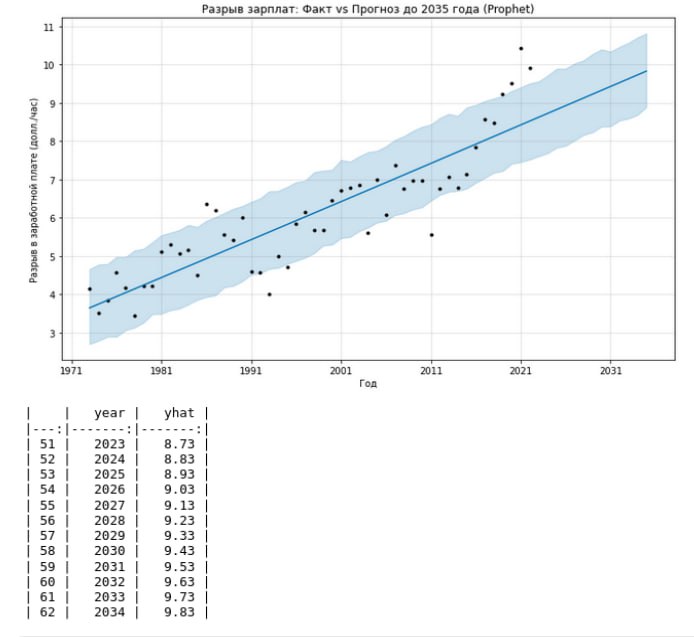 Разрыв зарплат: Факт vs Прогноз до 2035 года (Prophet)
11
10
9
8
7
6
5
4
3
Разрыв в заработной плате (долл./час)
1971 1981 1991 2001 2011 2021 2031
Год
|    |   year |   yhat |
|---:|-------:|-------:|
| 51 |   2023 |   8.73 |
| 52 |   2024 |   8.83 |
| 53 |   2025 |   8.93 |
| 54 |   2026 |   9.03 |
| 55 |   2027 |   9.13 |
| 56 |   2028 |   9.23 |
| 57 |   2029 |   9.33 |
| 58 |   2030 |   9.43 |
| 59 |   2031 |   9.53 |
| 60 |   2032 |   9.63 |
| 61 |   2033 |   9.73 |
| 62 |   2034 |   9.83 |